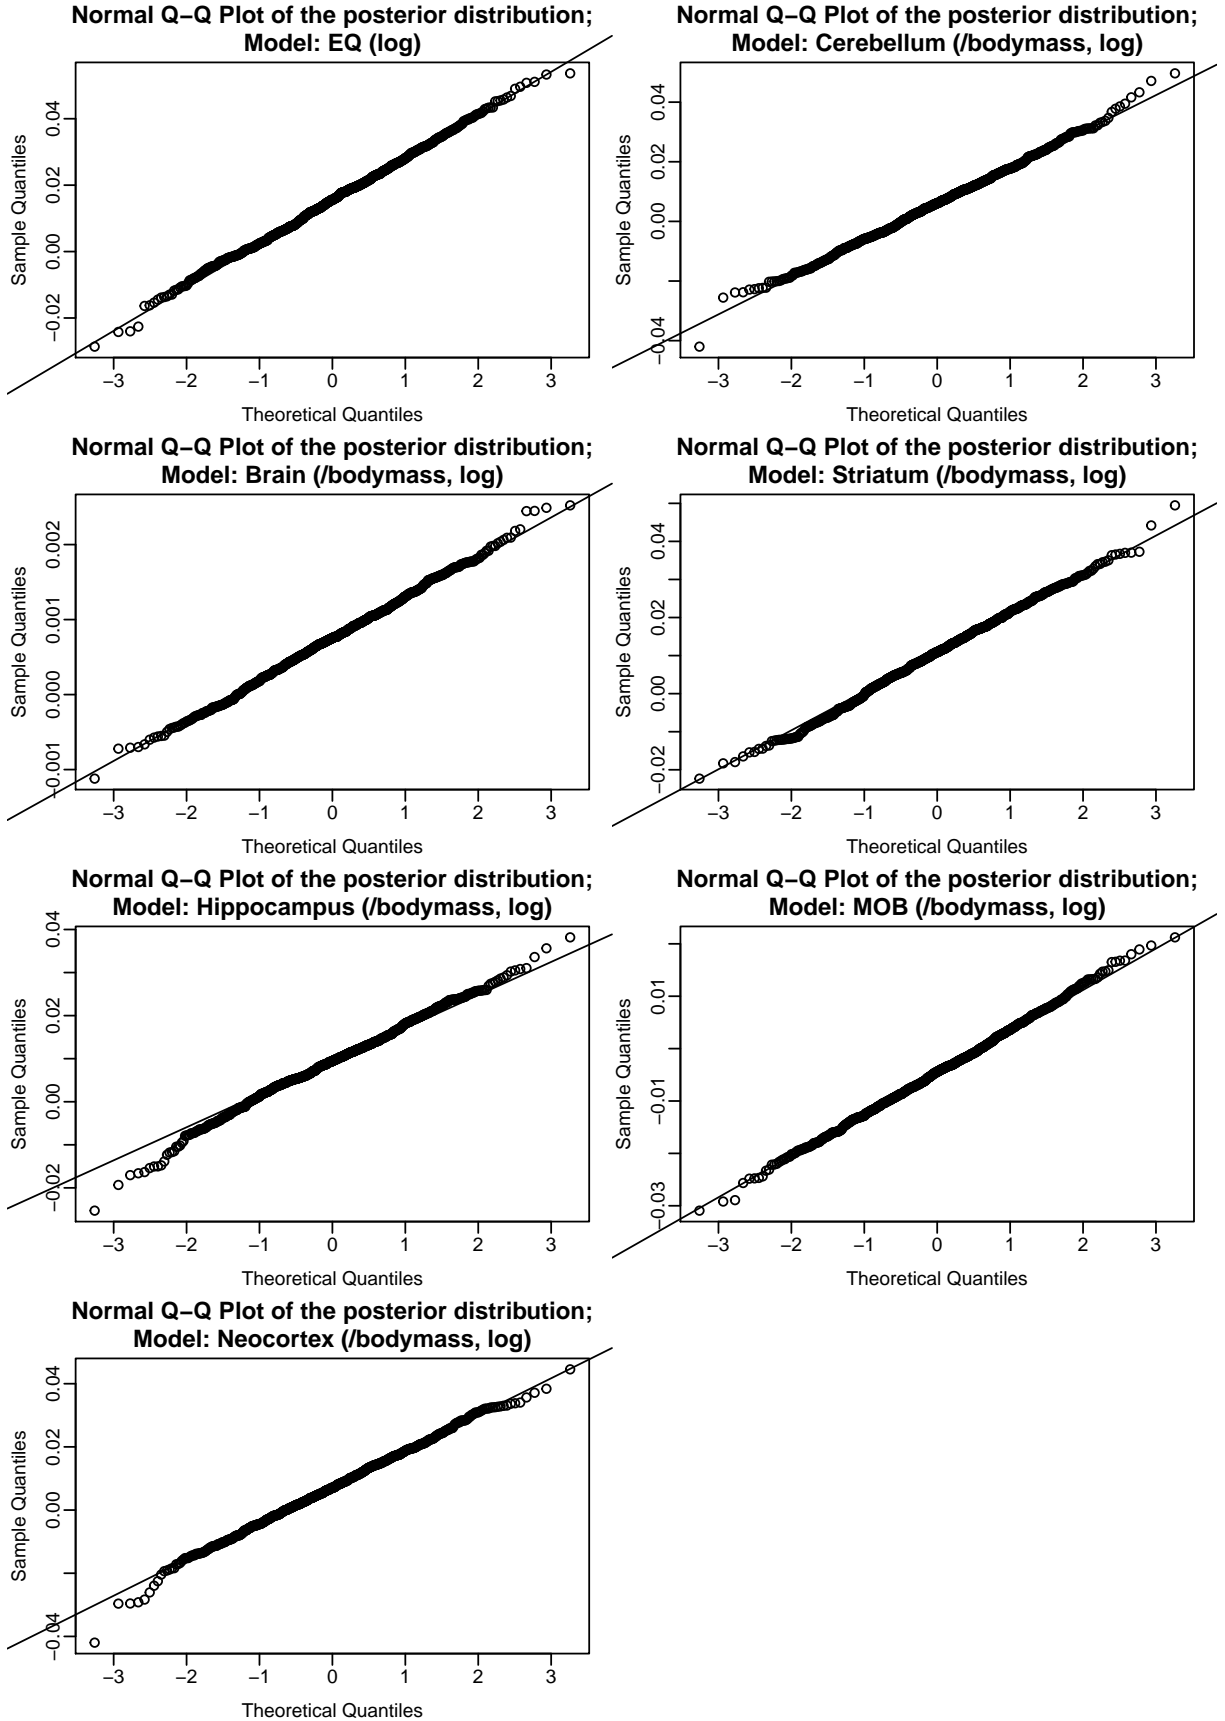 Normal Q−Q Plot of the posterior distribution;
Model: EQ (log)
Sample Quantiles
0.04
0.02
0.00
−0.02
−3 −2 −1 0 1 2 3
Theoretical Quantiles
Normal Q−Q Plot of the posterior distribution;
Model: Cerebellum (/bodymass, log)
Sample Quantiles
0.04
0.02
0.00
−0.04
−3 −2 −1 0 1 2 3
Theoretical Quantiles
Normal Q−Q Plot of the posterior distribution;
Model: Brain (/bodymass, log)
Sample Quantiles
0.002
0.001
0.000
−0.001
−3 −2 −1 0 1 2 3
Theoretical Quantiles
Normal Q−Q Plot of the posterior distribution;
Model: Striatum (/bodymass, log)
Sample Quantiles
0.04
0.02
0.00
−0.02
−3 −2 −1 0 1 2 3
Theoretical Quantiles
Normal Q−Q Plot of the posterior distribution;
Model: Hippocampus (/bodymass, log)
Sample Quantiles
0.04
0.02
0.00
−0.02
−3 −2 −1 0 1 2 3
Theoretical Quantiles
Normal Q−Q Plot of the posterior distribution;
Model: MOB (/bodymass, log)
Sample Quantiles
0.01
−0.01
−0.03
−3 −2 −1 0 1 2 3
Theoretical Quantiles
Normal Q−Q Plot of the posterior distribution;
Model: Neocortex (/bodymass, log)
Sample Quantiles
0.04
0.02
0.00
−0.04
−3 −2 −1 0 1 2 3
Theoretical Quantiles